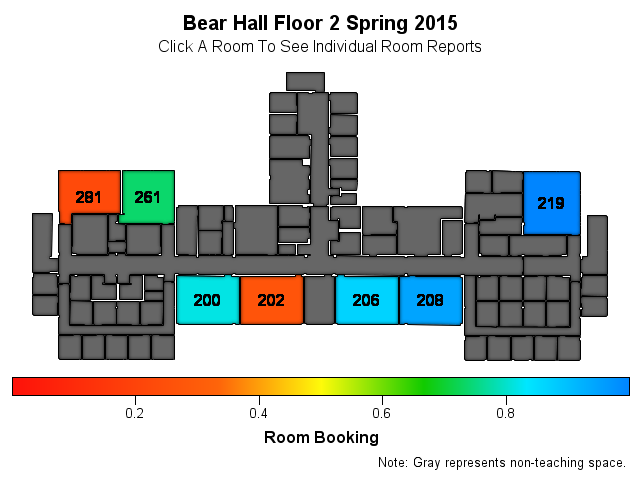 Bear Hall Floor 2 Spring 2015
Click A Room To See Individual Room Reports
281 261
219
200 202 206 208
0.2 0.4 0.6 0.8
Room Booking
Note: Gray represents non-teaching space.